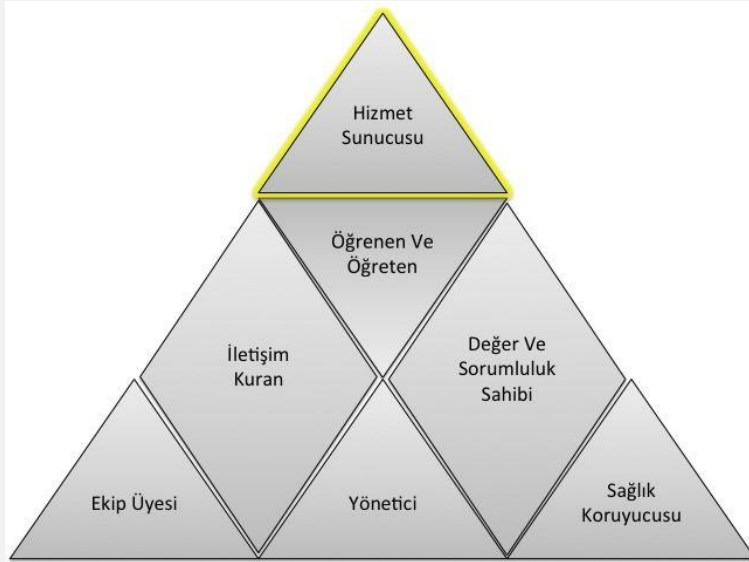 Hizmet
Sunucusu
Öğrenen Ve
Öğreten
İletişim
Kuran
Değer Ve
Sorumluluk
Sahibi
Ekip Üyesi
Yönetici
Sağlık
Koruyucusu